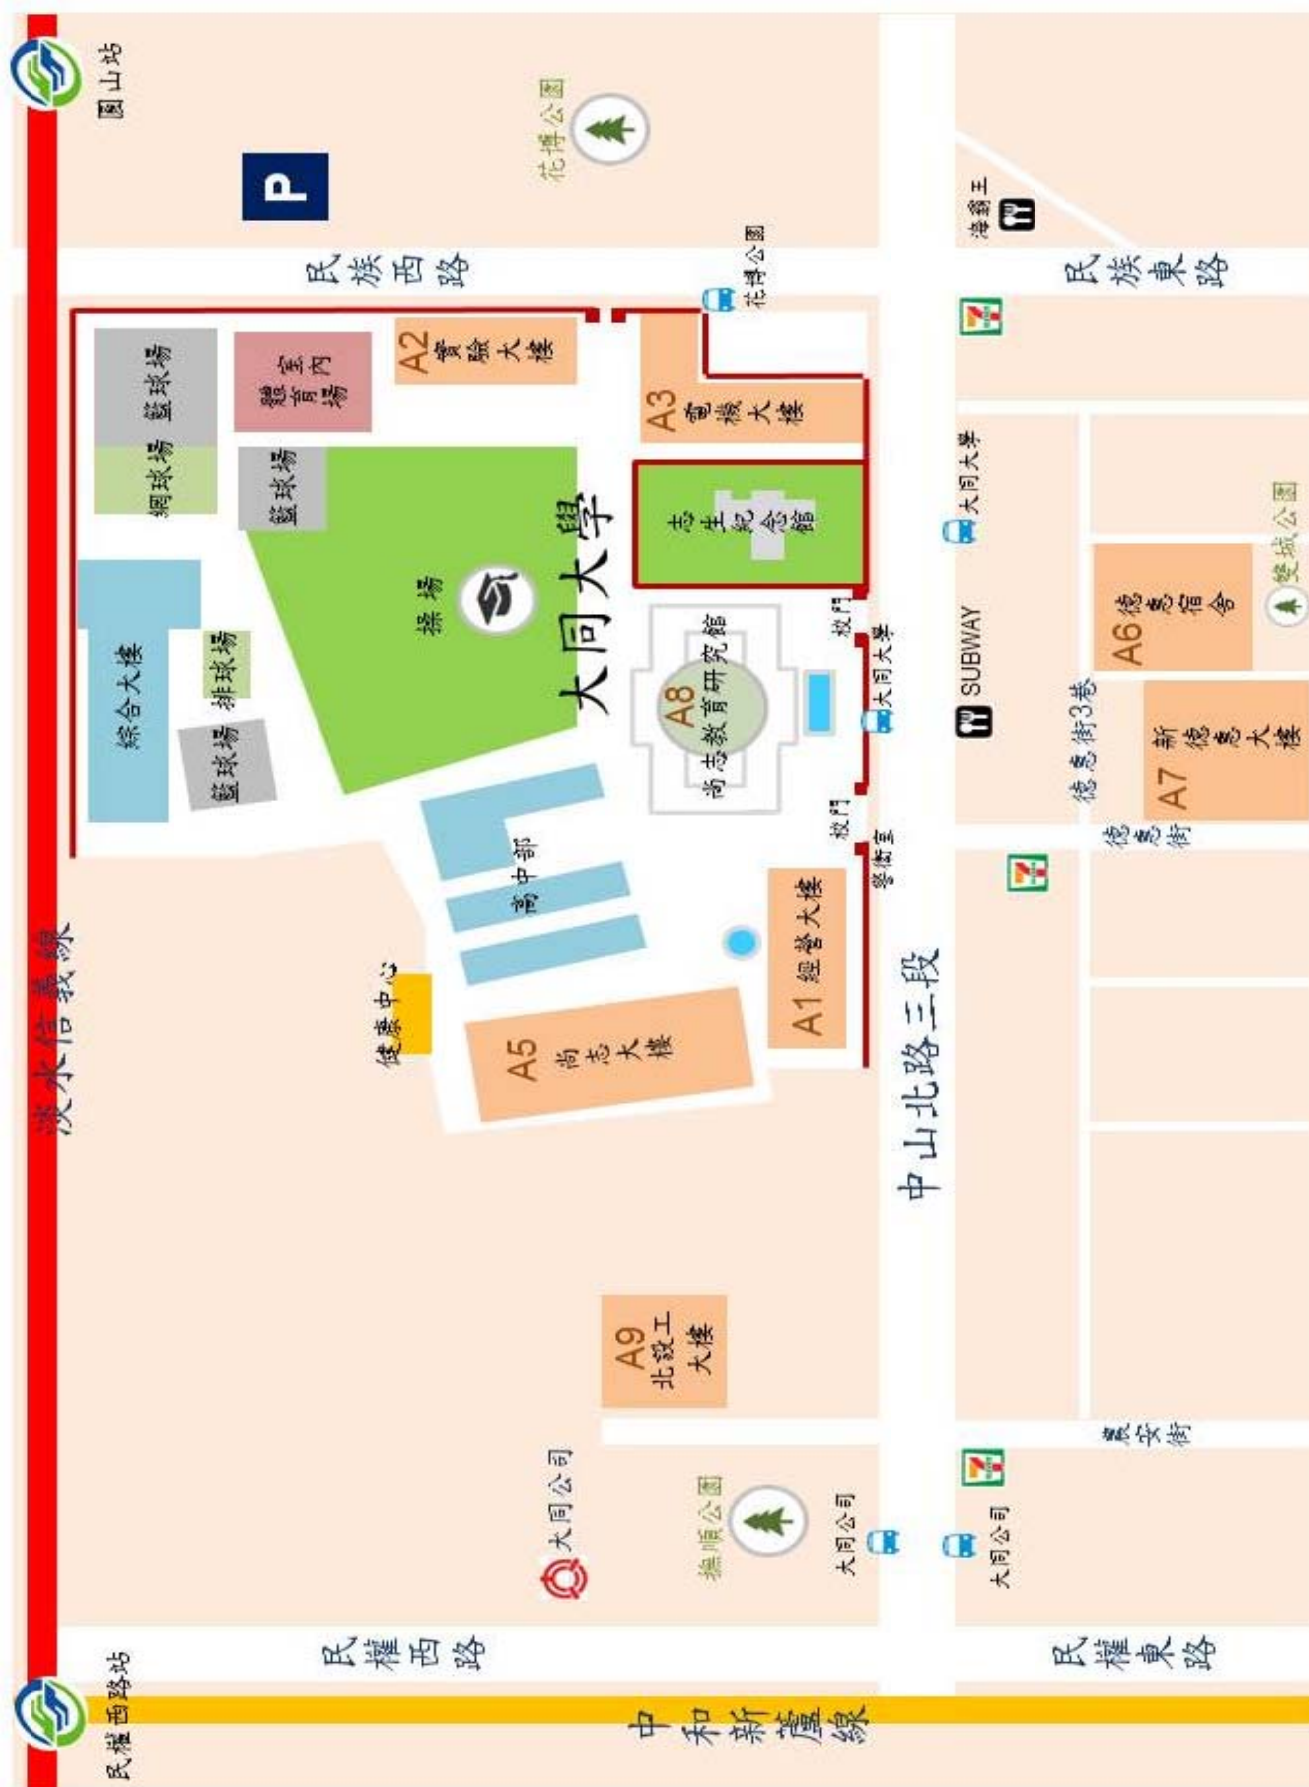 淡水信義線
民權西路站
圓山站
中和新蘆線
民權西路
民權東路
民族西路
民族東路
中山北路三段
農安街
德惠街
德惠街3巷
P
花博公園
花博公園
海霸王
籃球場
網球場
室內
體育場
籃球場
A2
實驗大樓
A3
電機大樓
綜合大樓
排球場
籃球場
操場
大同大學
志生紀念館
A8
尚志教育研究館
校門
大同大學
校門
警衛室
高中部
健康中心
A5
尚志大樓
A1 經營大樓
大同大學
SUBWAY
A6 德惠宿舍
雙城公園
A7
新德惠大樓
7
7
7
A9
北設工
大樓
大同公司
撫順公園
大同公司
大同公司